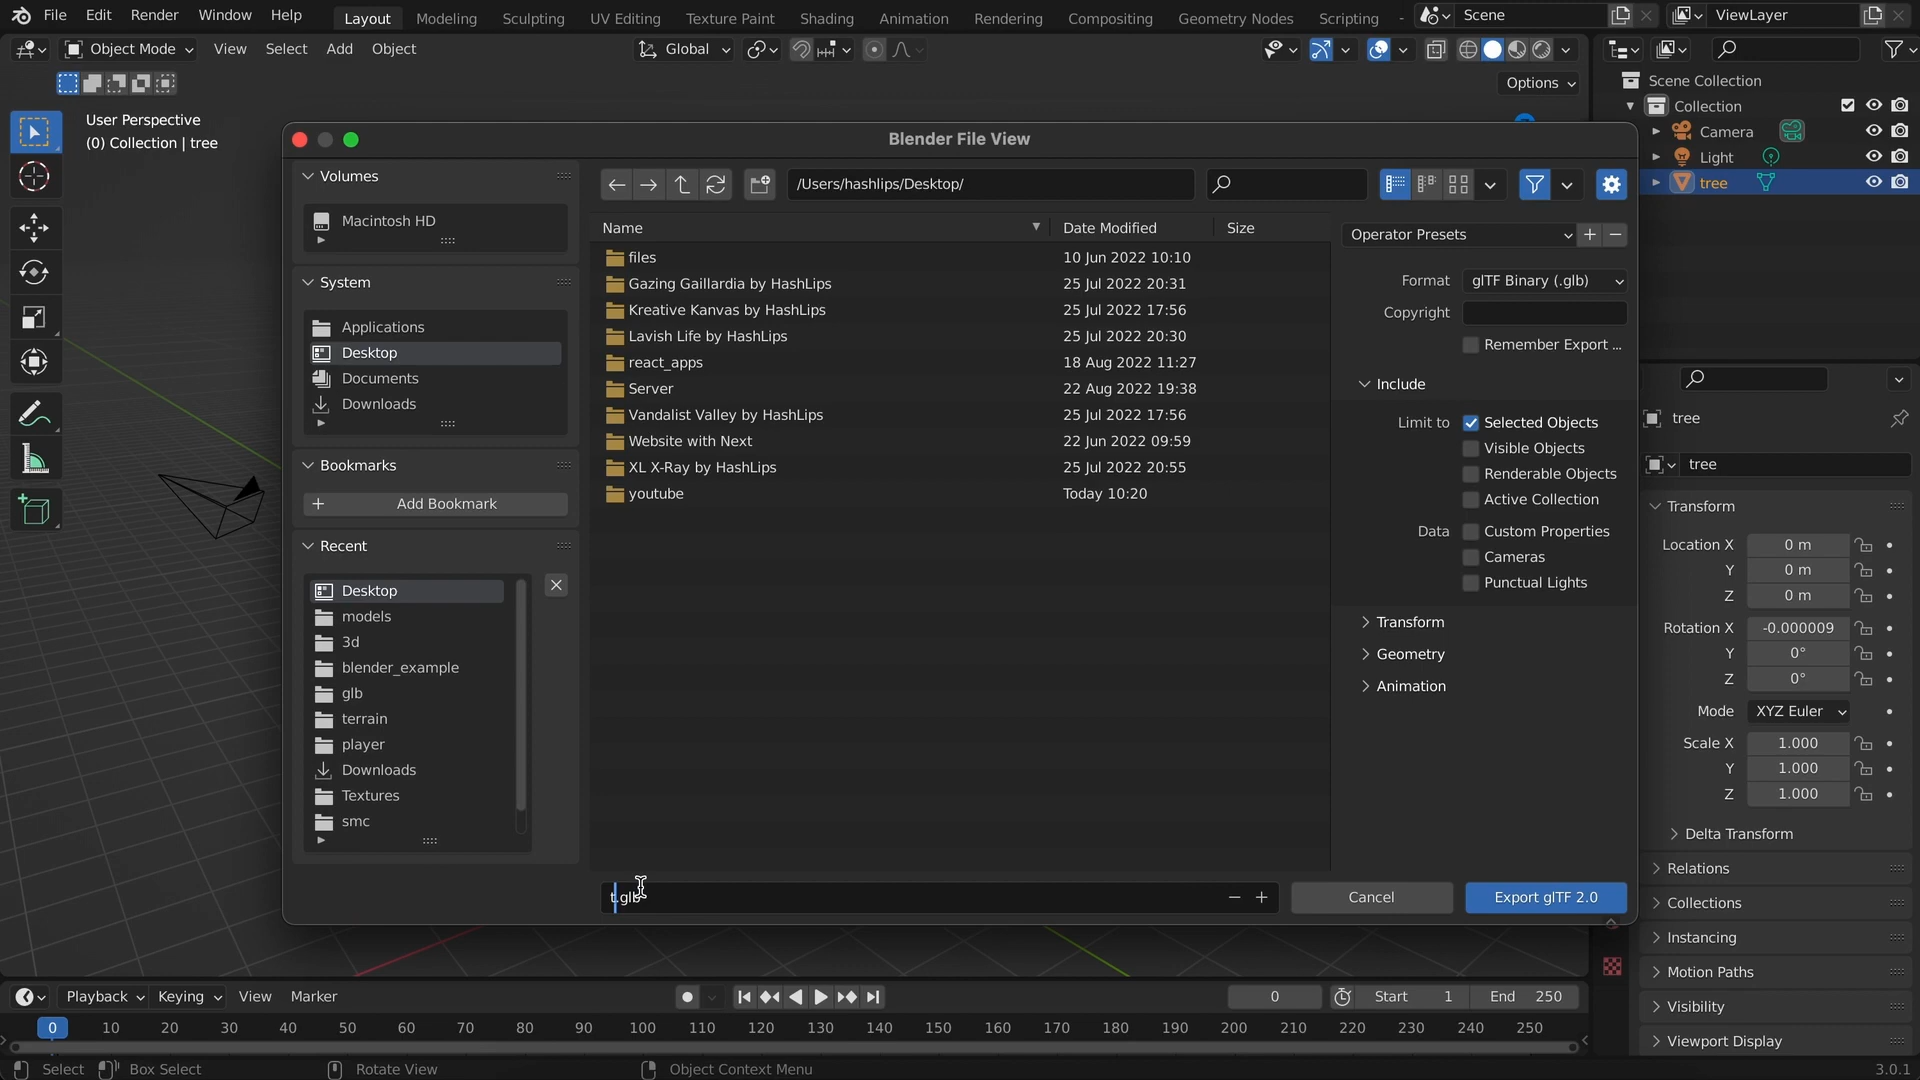 File Edit Render Window Help Layout Modeling Sculpting UV Editing Texture Paint Shading Animation Rendering Compositing Geometry Nodes Scripting Scene ViewLayer
Object Mode View Select Add Object Global
Options
User Perspective
(0) Collection | tree
Blender File View
Volumes
Macintosh HD
System
Applications
Desktop
Documents
Downloads
Bookmarks
Add Bookmark
Recent
Desktop
models
3d
blender_example
glb
terrain
player
Downloads
Textures
smc
/Users/hashlips/Desktop/
Name Date Modified Size
files 10 Jun 2022 10:10
Gazing Gaillardia by HashLips 25 Jul 2022 20:31
Kreative Kanvas by HashLips 25 Jul 2022 17:56
Lavish Life by HashLips 25 Jul 2022 20:30
react_apps 18 Aug 2022 11:27
Server 22 Aug 2022 19:38
Vandalist Valley by HashLips 25 Jul 2022 17:56
Website with Next 22 Jun 2022 09:59
XL X-Ray by HashLips 25 Jul 2022 20:55
youtube Today 10:20
t.glb
Operator Presets
Format glTF Binary (.glb)
Copyright
Remember Export ...
Include
Limit to Selected Objects
Visible Objects
Renderable Objects
Active Collection
Data Custom Properties
Cameras
Punctual Lights
Transform
Geometry
Animation
Cancel Export glTF 2.0
Scene Collection
Collection
Camera
Light
tree
tree
tree
Transform
Location X 0 m
Y 0 m
Z 0 m
Rotation X -0.000009
Y 0°
Z 0°
Mode XYZ Euler
Scale X 1.000
Y 1.000
Z 1.000
Delta Transform
Relations
Collections
Instancing
Motion Paths
Visibility
Viewport Display
Playback Keying View Marker 0 Start 1 End 250
0 10 20 30 40 50 60 70 80 90 100 110 120 130 140 150 160 170 180 190 200 210 220 230 240 250
Select Box Select Rotate View Object Context Menu 3.0.1